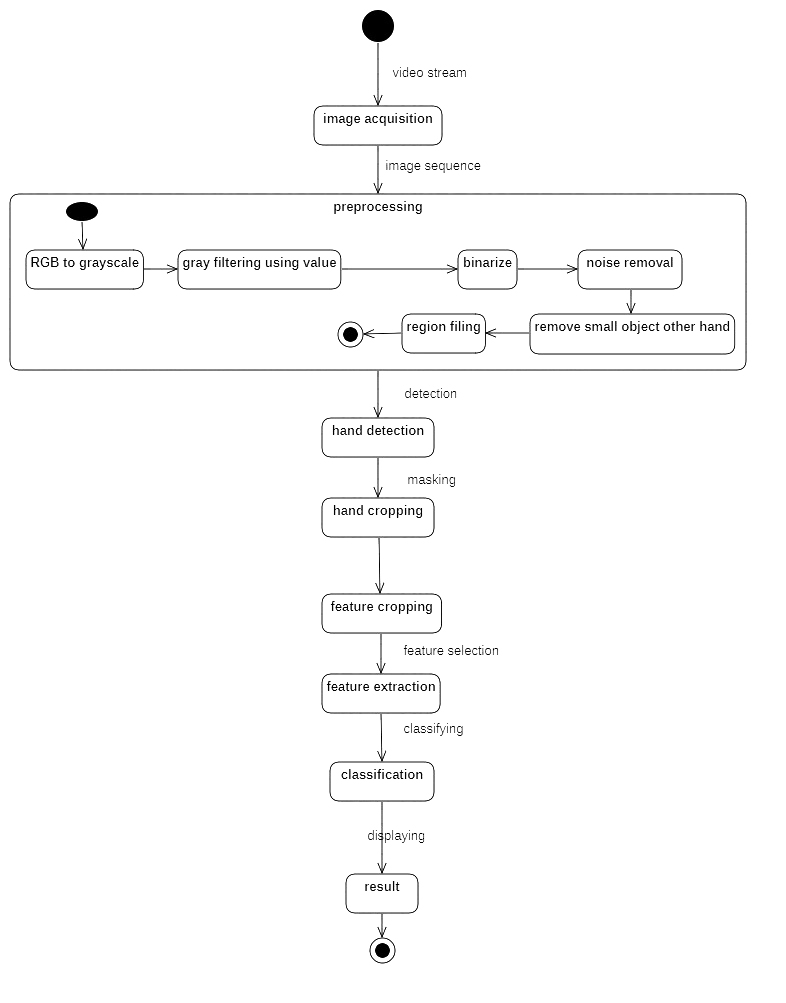 video stream
image acquisition
image sequence
preprocessing
RGB to grayscale
gray filtering using value
binarize
noise removal
remove small object other hand
region filing
detection
hand detection
masking
hand cropping
feature cropping
feature selection
feature extraction
classifying
classification
displaying
result